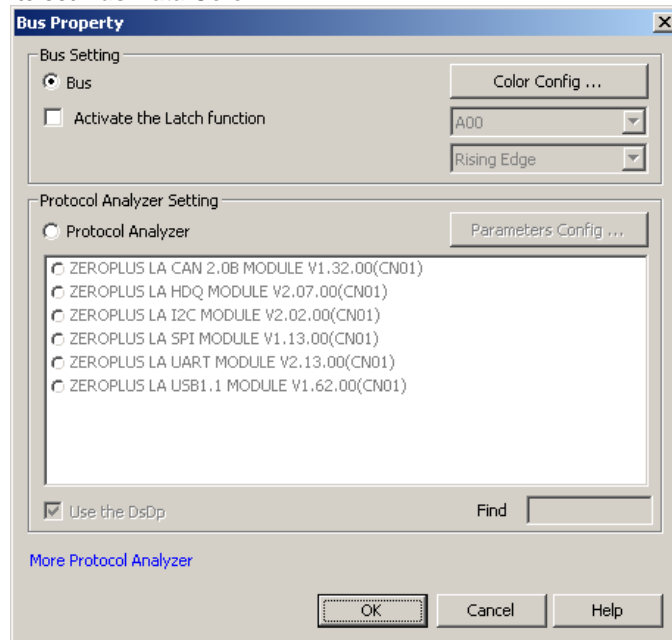 Bus Property
Bus Setting
Bus
Color Config ...
Activate the Latch function
A00
Rising Edge
Protocol Analyzer Setting
Protocol Analyzer
Parameters Config ...
ZEROPLUS LA CAN 2.0B MODULE V1.32.00(CN01)
ZEROPLUS LA HDQ MODULE V2.07.00(CN01)
ZEROPLUS LA I2C MODULE V2.02.00(CN01)
ZEROPLUS LA SPI MODULE V1.13.00(CN01)
ZEROPLUS LA UART MODULE V2.13.00(CN01)
ZEROPLUS LA USB1.1 MODULE V1.62.00(CN01)
Use the DsDp
Find
More Protocol Analyzer
OK
Cancel
Help